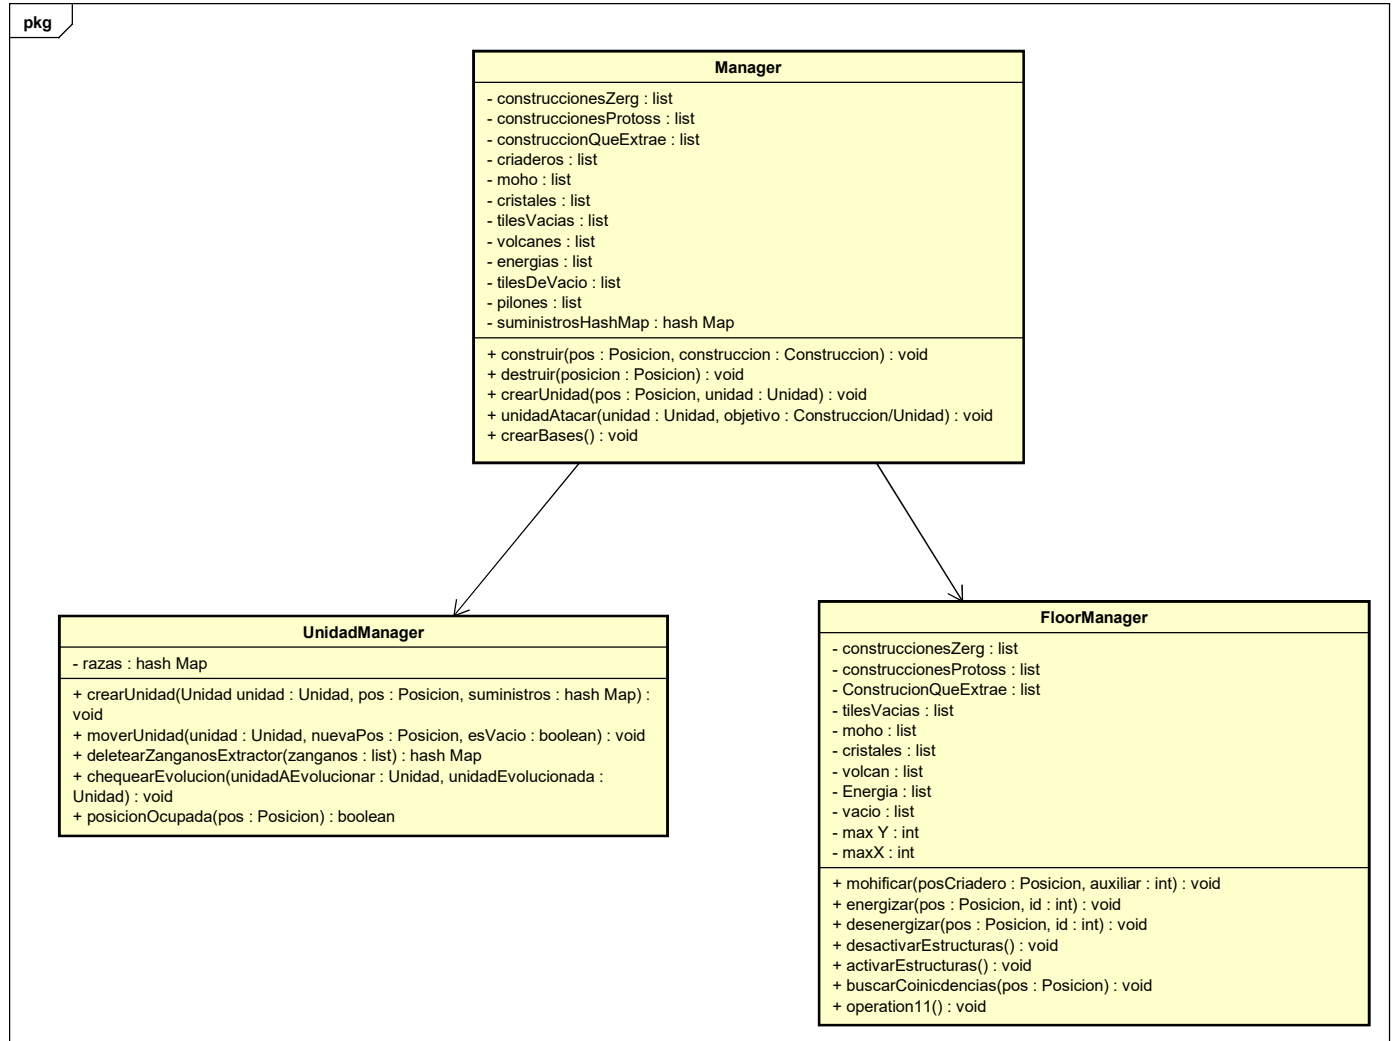 pkg
Manager
- construccionesZerg : list
- construccionesProtoss : list
- construccionQueExtrae : list
- criaderos : list
- moho : list
- cristales : list
- tilesVacias : list
- volcanes : list
- energias : list
- tilesDeVacio : list
- pilones : list
- suministrosHashMap : hash Map
+ construir(pos : Posicion, construccion : Construccion) : void
+ destruir(posicion : Posicion) : void
+ crearUnidad(pos : Posicion, unidad : Unidad) : void
+ unidadAtacar(unidad : Unidad, objetivo : Construccion/Unidad) : void
+ crearBases() : void
UnidadManager
- razas : hash Map
+ crearUnidad(Unidad unidad : Unidad, pos : Posicion, suministros : hash Map) :
void
+ moverUnidad(unidad : Unidad, nuevaPos : Posicion, esVacio : boolean) : void
+ deletearZanganosExtractor(zanganos : list) : hash Map
+ chequearEvolucion(unidadAEvolucionar : Unidad, unidadEvolucionada :
Unidad) : void
+ posicionOcupada(pos : Posicion) : boolean
FloorManager
- construccionesZerg : list
- construccionesProtoss : list
- ConstrucionQueExtrae : list
- tilesVacias : list
- moho : list
- cristales : list
- volcan : list
- Energia : list
- vacio : list
- max Y : int
- maxX : int
+ mohificar(posCriadero : Posicion, auxiliar : int) : void
+ energizar(pos : Posicion, id : int) : void
+ desenergizar(pos : Posicion, id : int) : void
+ desactivarEstructuras() : void
+ activarEstructuras() : void
+ buscarCoinicdencias(pos : Posicion) : void
+ operation11() : void